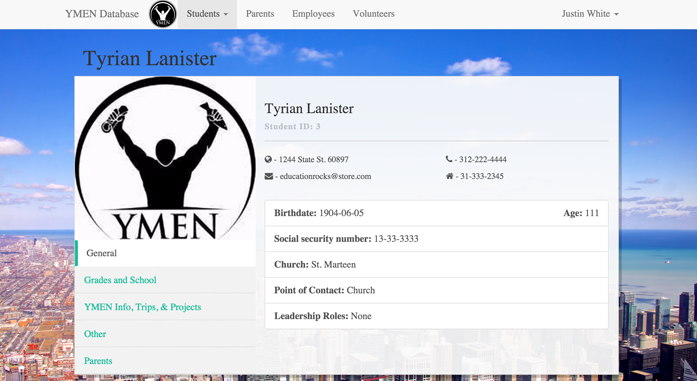 YMEN Database YMEN Students Parents Employees Volunteers Justin White
Tyrian Lanister
YMEN
Tyrian Lanister
Student ID: 3
- 1244 State St. 60897 - 312-222-4444
- educationrocks@store.com - 31-333-2345
Birthdate: 1904-06-05 Age: 111
Social security number: 13-33-3333
Church: St. Marteen
Point of Contact: Church
Leadership Roles: None
General
Grades and School
YMEN Info, Trips, & Projects
Other
Parents